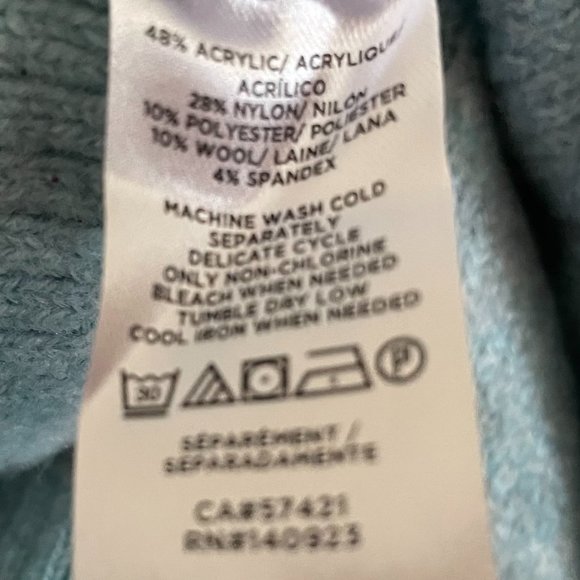 48% ACRYLIC/ ACRYLIQUE/
ACRÍLICO
28% NYLON/ NILON
10% POLYESTER/ POLIESTER
10% WOOL/ LAINE/ LANA
4% SPANDEX
MACHINE WASH COLD
SEPARATELY
DELICATE CYCLE
ONLY NON-CHLORINE
BLEACH WHEN NEEDED
TUMBLE DRY LOW
COOL IRON WHEN NEEDED
30 P
SÉPARÉMENT /
SEPARADAMENTE
CA#57421
RN#140923